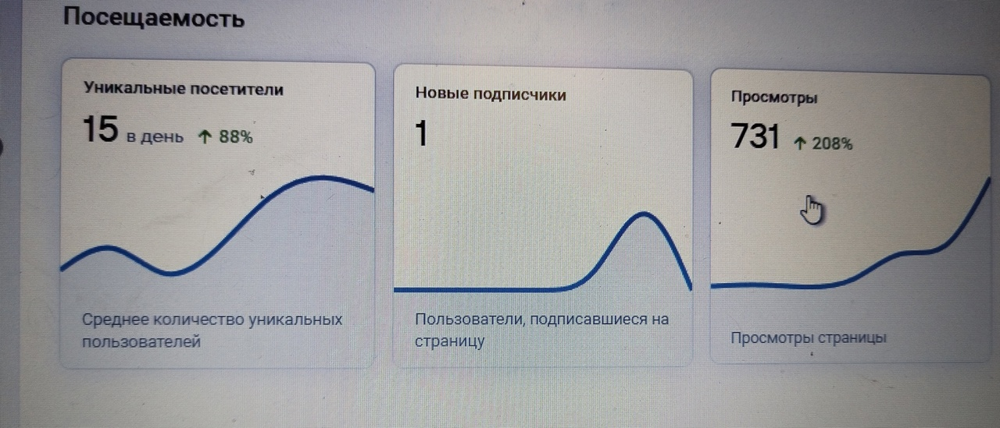 Посещаемость
Уникальные посетители
15 в день ↑ 88%
Среднее количество уникальных
пользователей
Новые подписчики
1
Пользователи, подписавшиеся на
страницу
Просмотры
731 ↑ 208%
Просмотры страницы